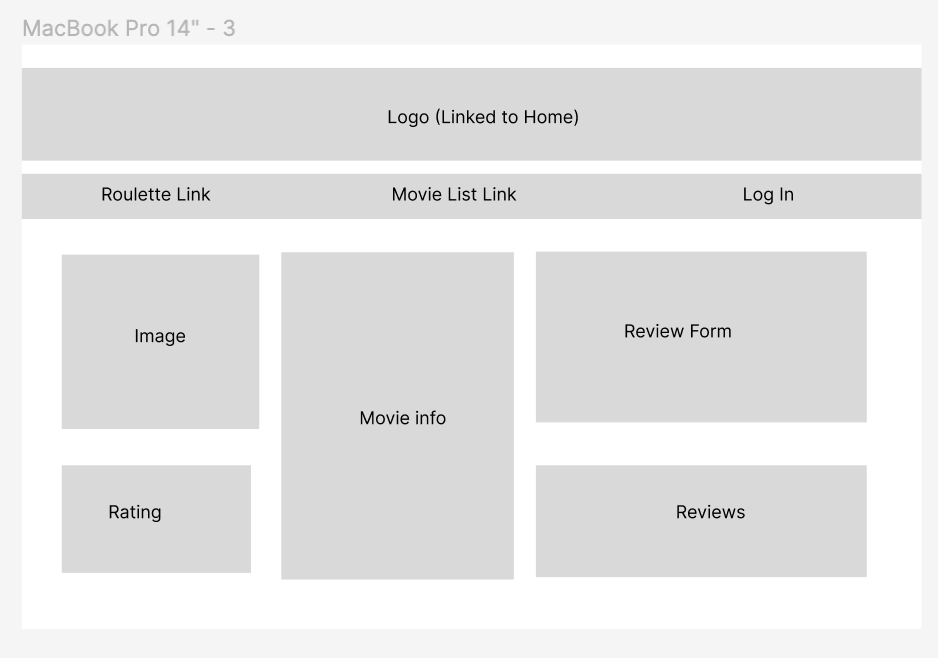 MacBook Pro 14" - 3
Logo (Linked to Home)
Roulette Link
Movie List Link
Log In
Image
Movie info
Review Form
Rating
Reviews